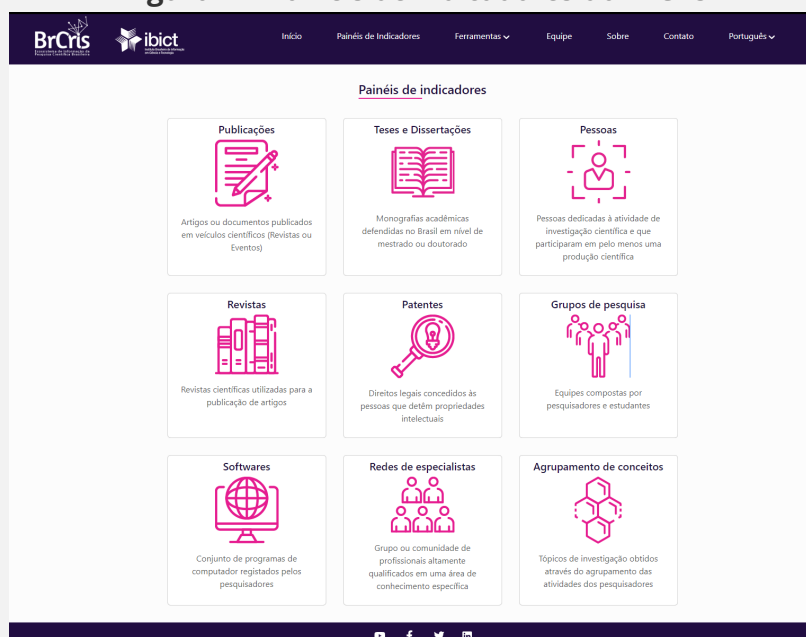 BrCris
ibict
Início
Painéis de Indicadores
Ferramentas
Equipe
Sobre
Contato
Português
Painéis de indicadores
Publicações
Artigos ou documentos publicados
em veículos científicos (Revistas ou
Eventos)
Teses e Dissertações
Monografias acadêmicas
defendidas no Brasil em nível de
mestrado ou doutorado
Pessoas
Pessoas dedicadas à atividade de
investigação científica e que
participaram em pelo menos uma
produção científica
Revistas
Revistas científicas utilizadas para a
publicação de artigos
Patentes
Direitos legais concedidos às
pessoas que detêm propriedades
intelectuais
Grupos de pesquisa
Equipes compostas por
pesquisadores e estudantes
Softwares
Conjunto de programas de
computador registados pelos
pesquisadores
Redes de especialistas
Grupo ou comunidade de
profissionais altamente
qualificados em uma área de
conhecimento específica
Agrupamento de conceitos
Tópicos de investigação obtidos
através do agrupamento das
atividades dos pesquisadores